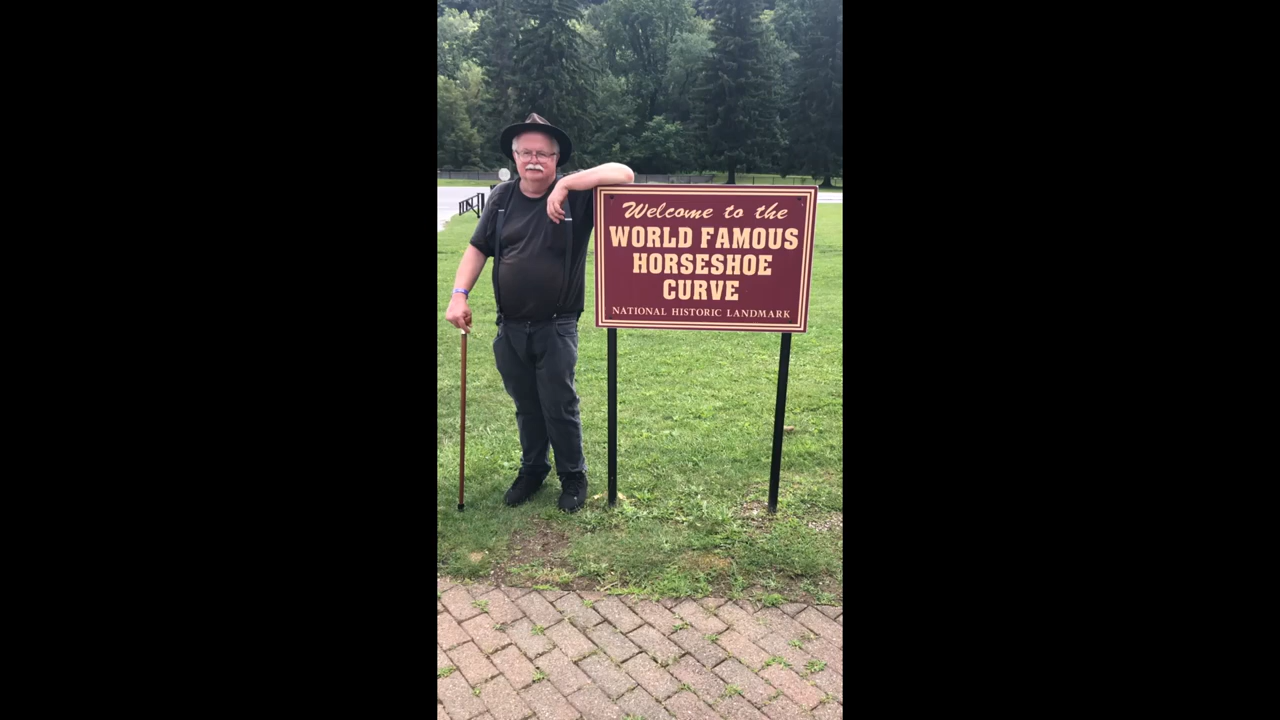 Welcome to the
WORLD FAMOUS
HORSESHOE
CURVE
NATIONAL HISTORIC LANDMARK